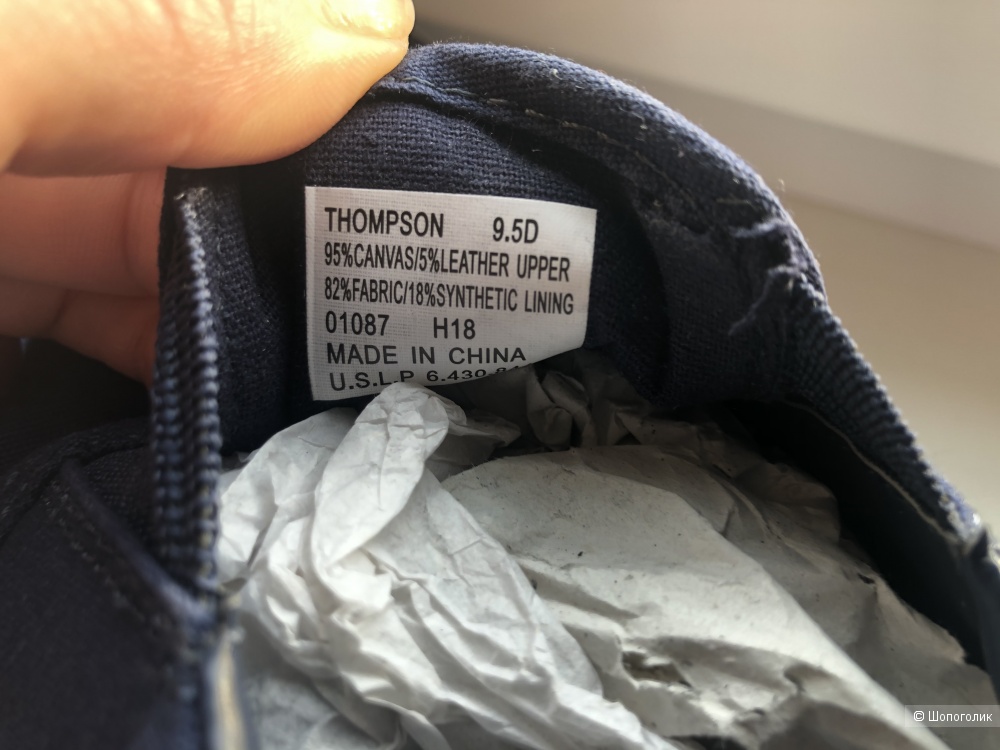 THOMPSON 9.5D
95%CANVAS/5%LEATHER UPPER
82%FABRIC/18%SYNTHETIC LINING
01087 H18
MADE IN CHINA
U.S.L.P. 6.430
© Шопоголик